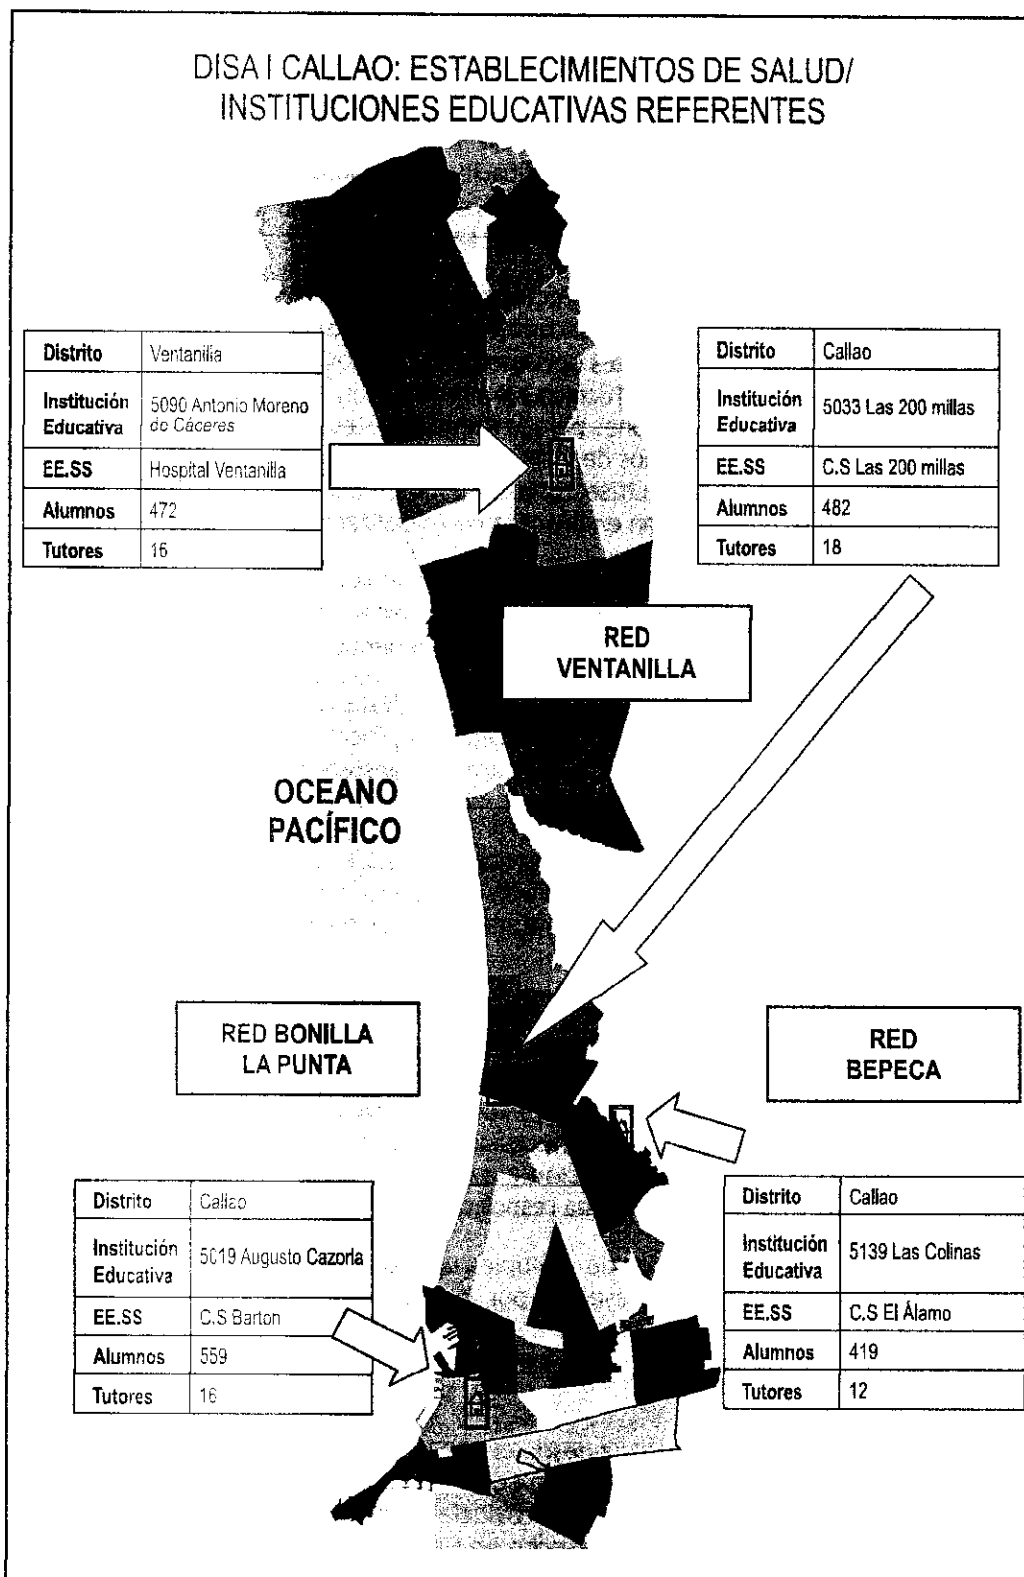 DISA I CALLAO: ESTABLECIMIENTOS DE SALUD/
INSTITUCIONES EDUCATIVAS REFERENTES
Distrito Ventanilla
Institución Educativa 5090 Antonio Moreno de Cáceres
EE.SS Hospital Ventanilla
Alumnos 472
Tutores 16
Distrito Callao
Institución Educativa 5033 Las 200 millas
EE.SS C.S Las 200 millas
Alumnos 482
Tutores 18
RED
VENTANILLA
OCEANO
PACÍFICO
RED BONILLA
LA PUNTA
RED
BEPECA
Distrito Callao
Institución Educativa 5019 Augusto Cazorla
EE.SS C.S Barton
Alumnos 559
Tutores 16
Distrito Callao
Institución Educativa 5139 Las Colinas
EE.SS C.S El Álamo
Alumnos 419
Tutores 12